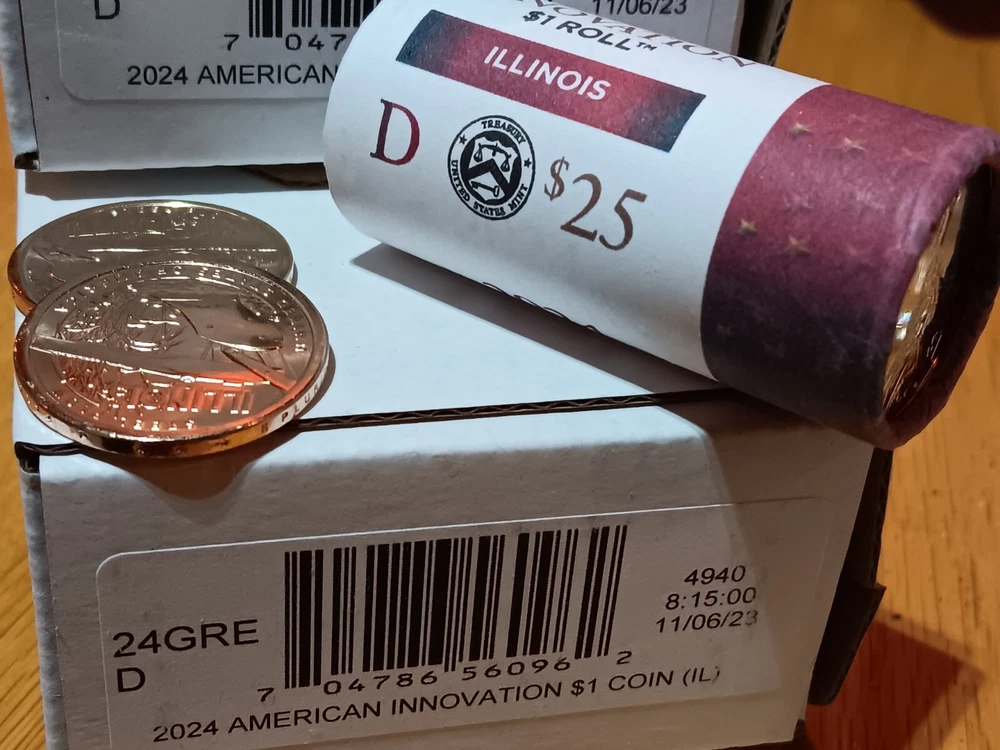 D
11/06/23
7 047
2024 AMERICAN
INNOVATION
$1 ROLL™
ILLINOIS
D
TREASURY
UNITED STATES MINT
$25
24GRE
D
7 04786 56096 2
4940
8:15:00
11/06/23
2024 AMERICAN INNOVATION $1 COIN (IL)